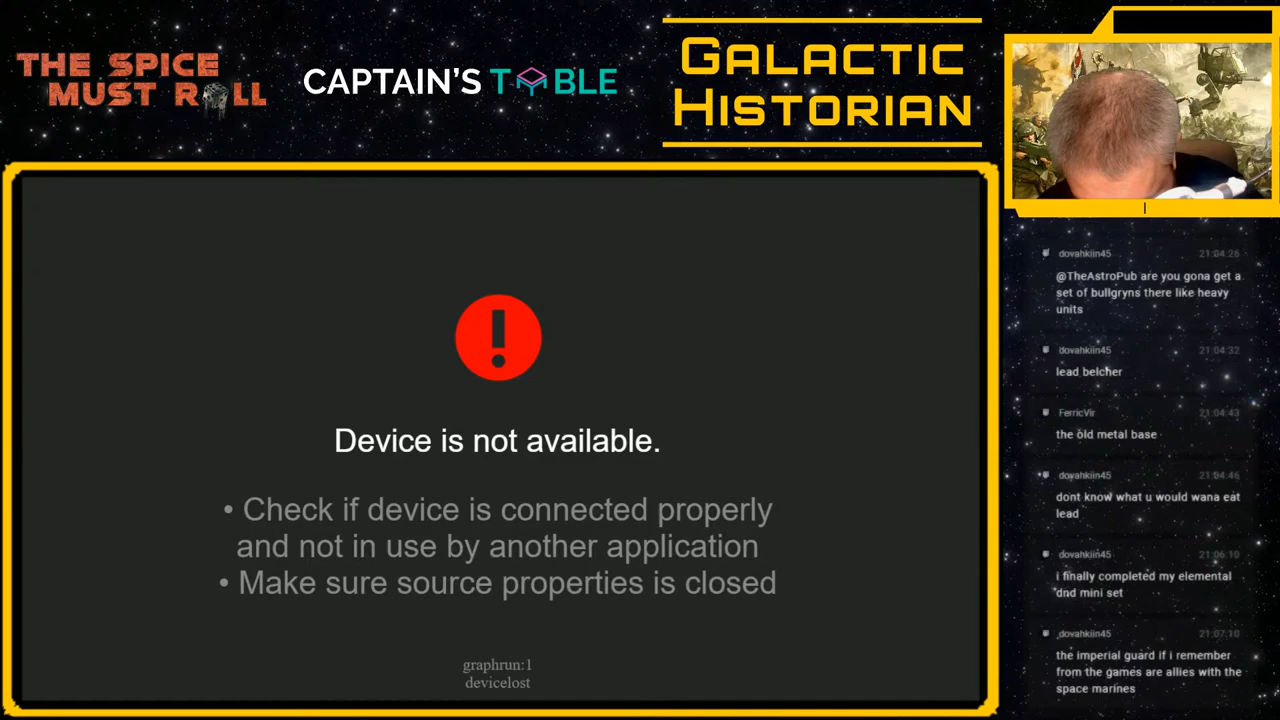 THE SPICE
MUST ROLL
CAPTAIN'S TABLE
GALACTIC
HISTORIAN
Device is not available.
• Check if device is connected properly
and not in use by another application
• Make sure source properties is closed
graphrun:1
devicelost
dovahkiin45 21:04:26
@TheAstroPub are you gona get a
set of bullgryns there like heavy
units
dovahkiin45 21:04:32
lead belcher
FerricVir 21:04:43
the old metal base
dovahkiin45 21:04:46
dont know what u would wana eat
lead
dovahkiin45 21:06:10
i finally completed my elemental
dnd mini set
dovahkiin45 21:07:10
the imperial guard if i remember
from the games are allies with the
space marines